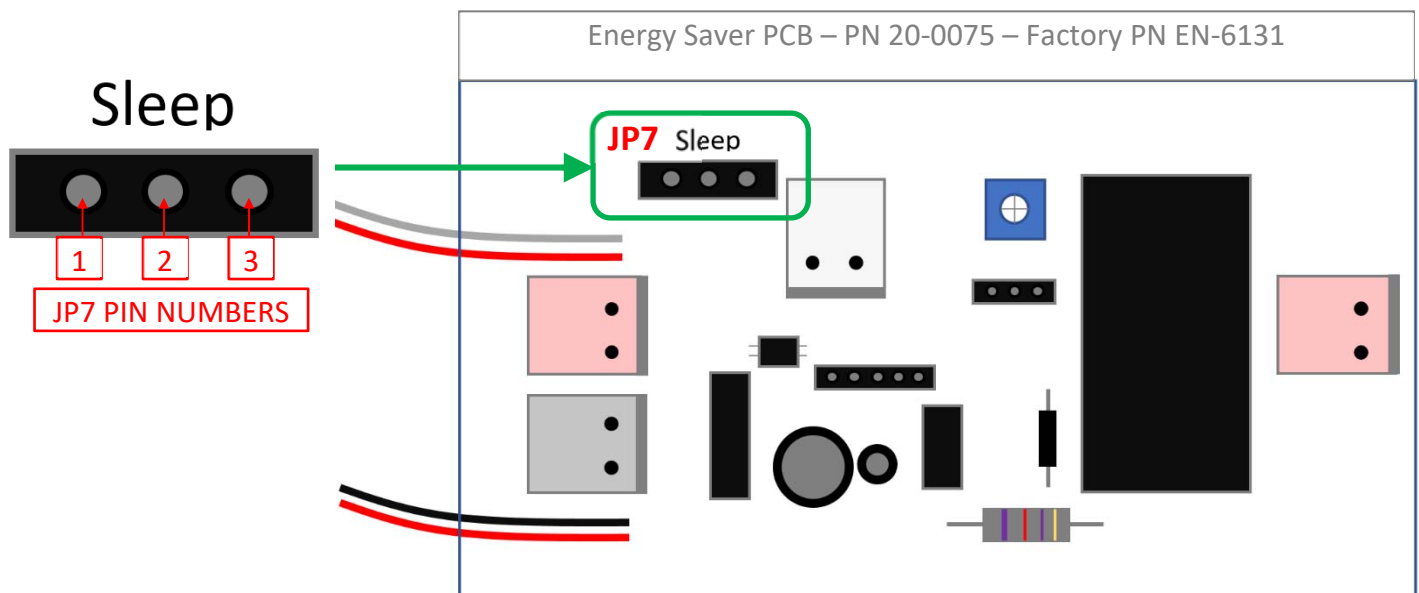 Energy Saver PCB – PN 20-0075 – Factory PN EN-6131
Sleep
JP7 Sleep
1 2 3
JP7 PIN NUMBERS